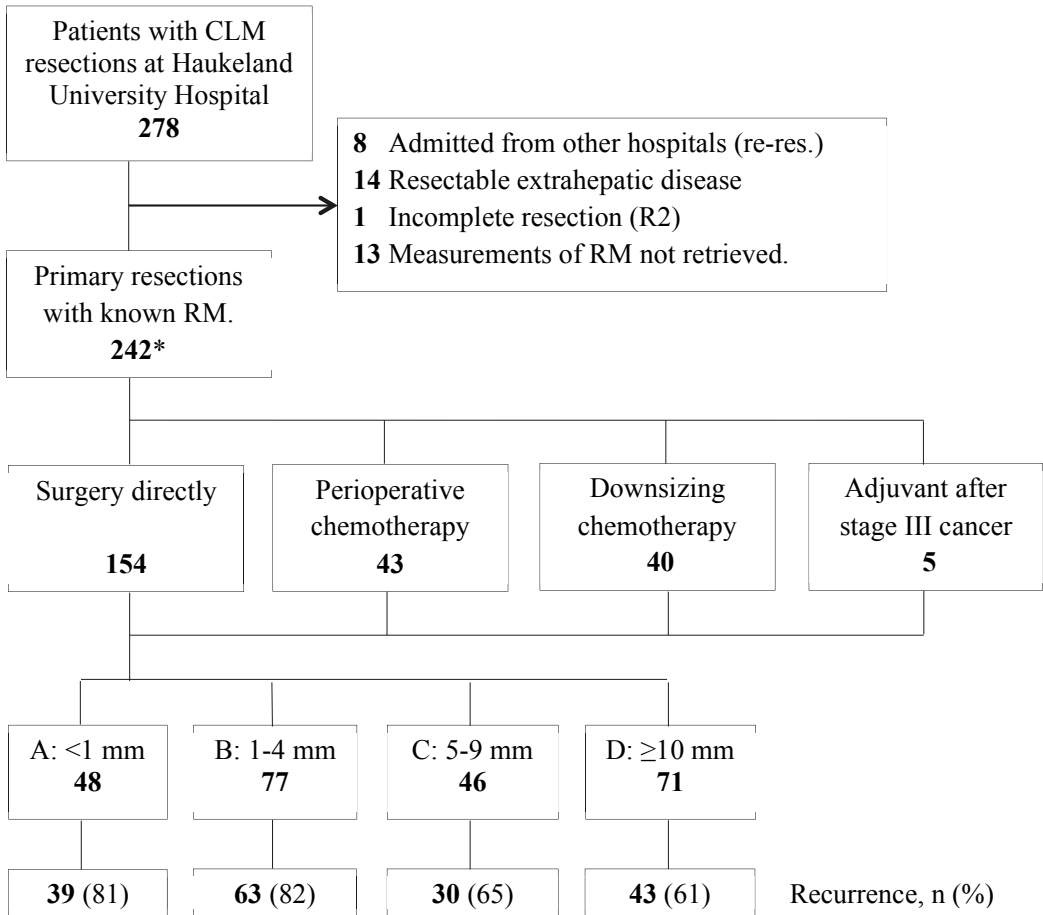 Patients with CLM
resections at Haukeland
University Hospital
278
8 Admitted from other hospitals (re-res.)
14 Resectable extrahepatic disease
1 Incomplete resection (R2)
13 Measurements of RM not retrieved.
Primary resections
with known RM.
242*
Surgery directly
154
Perioperative
chemotherapy
43
Downsizing
chemotherapy
40
Adjuvant after
stage III cancer
5
A: <1 mm
48
B: 1-4 mm
77
C: 5-9 mm
46
D: ≥10 mm
71
39 (81)
63 (82)
30 (65)
43 (61)
Recurrence, n (%)